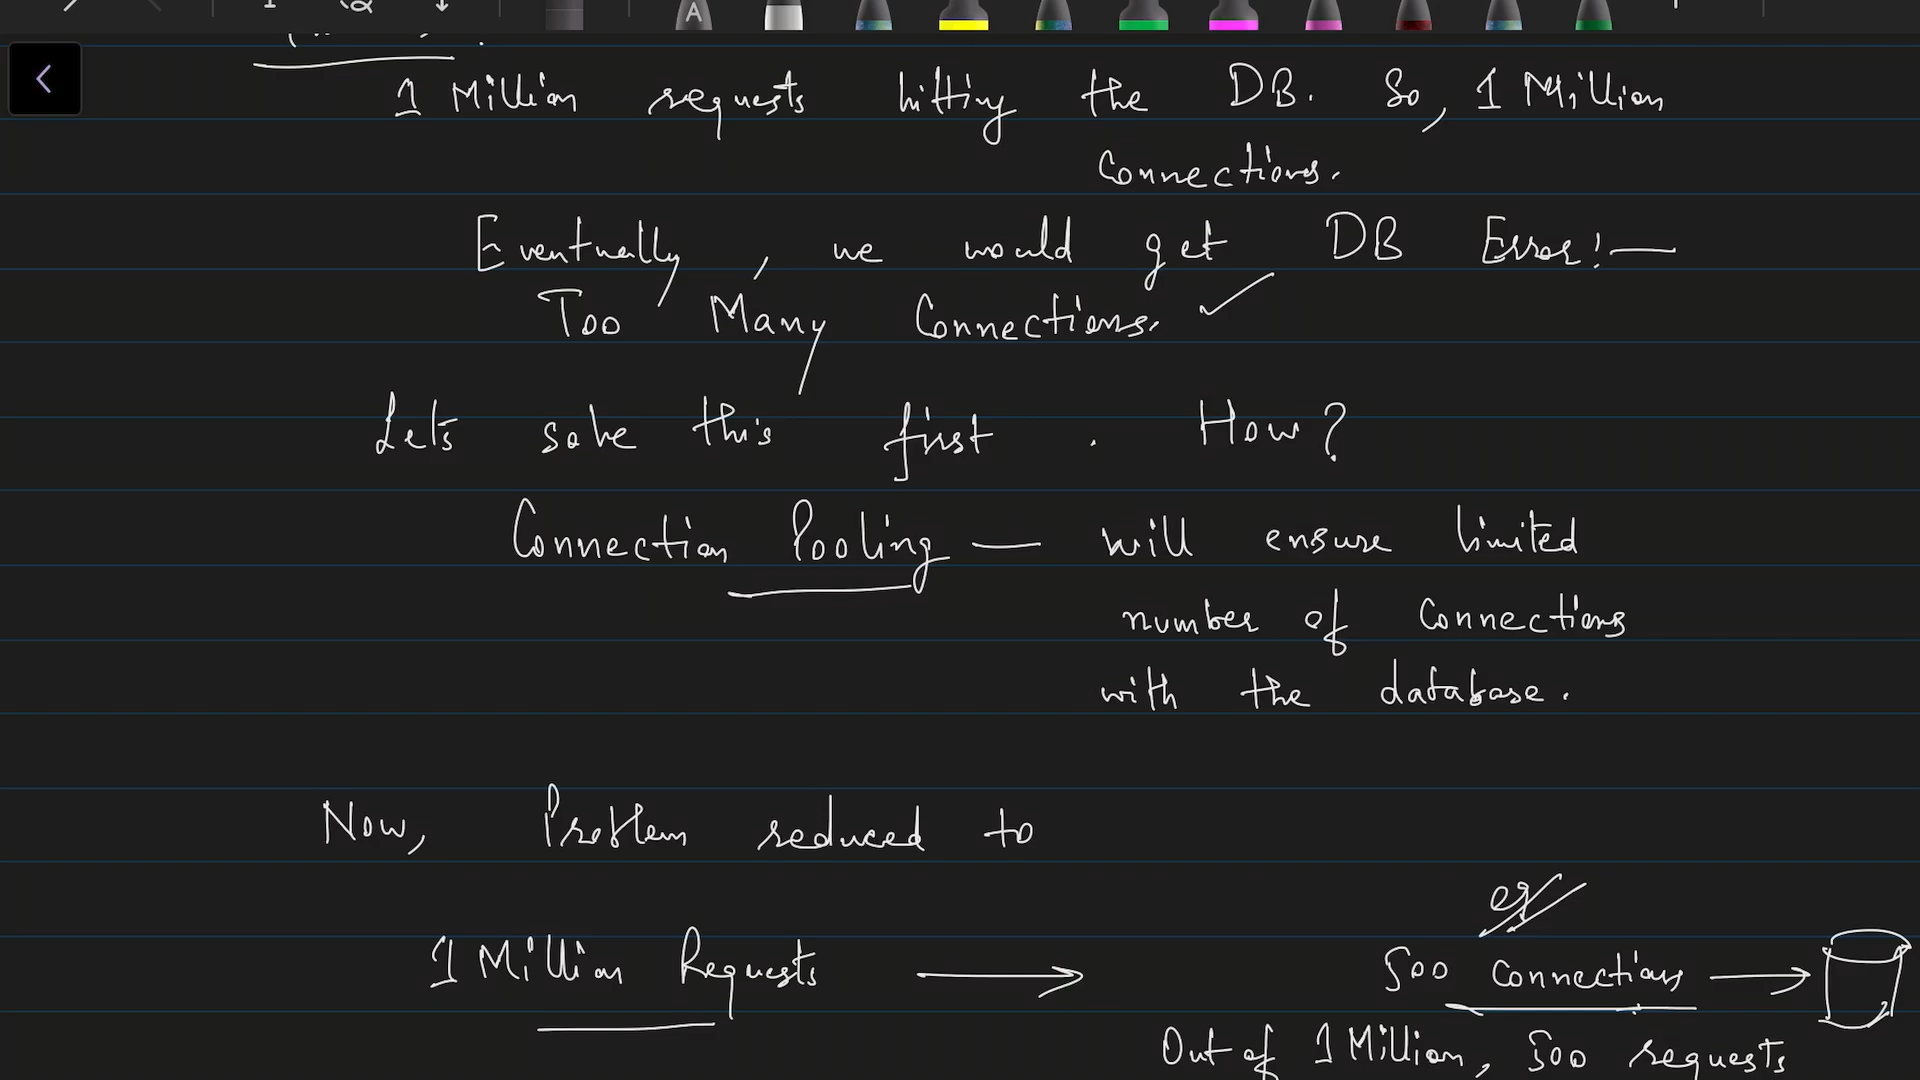 A
1 Million requests hitting the DB. So, 1 Million
Connections.
Eventually, we would get DB Error! —
Too Many Connections. ✓
Lets solve this first. How?
Connection Pooling — will ensure limited
number of Connections
with the database.
Now, Problem reduced to
eg
1 Million Requests → 500 Connections →
Out of 1 Million, 500 requests